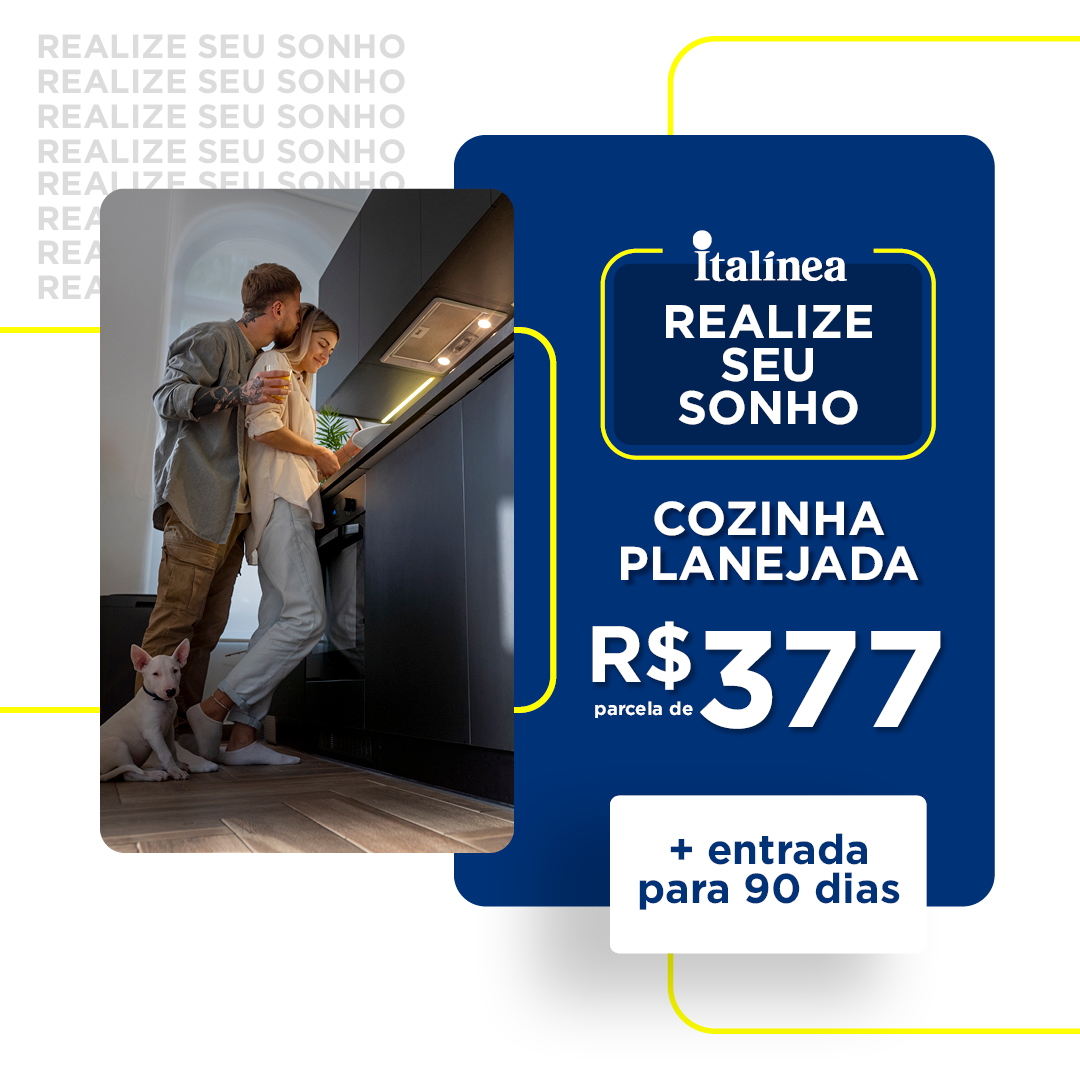 REALIZE SEU SONHO
REALIZE SEU SONHO
REALIZE SEU SONHO
REALIZE SEU SONHO
REALIZE SEU SONHO
REA
REA
REA
Italínea
REALIZE
SEU
SONHO
COZINHA
PLANEJADA
R$ 377
parcela de
+ entrada
para 90 dias